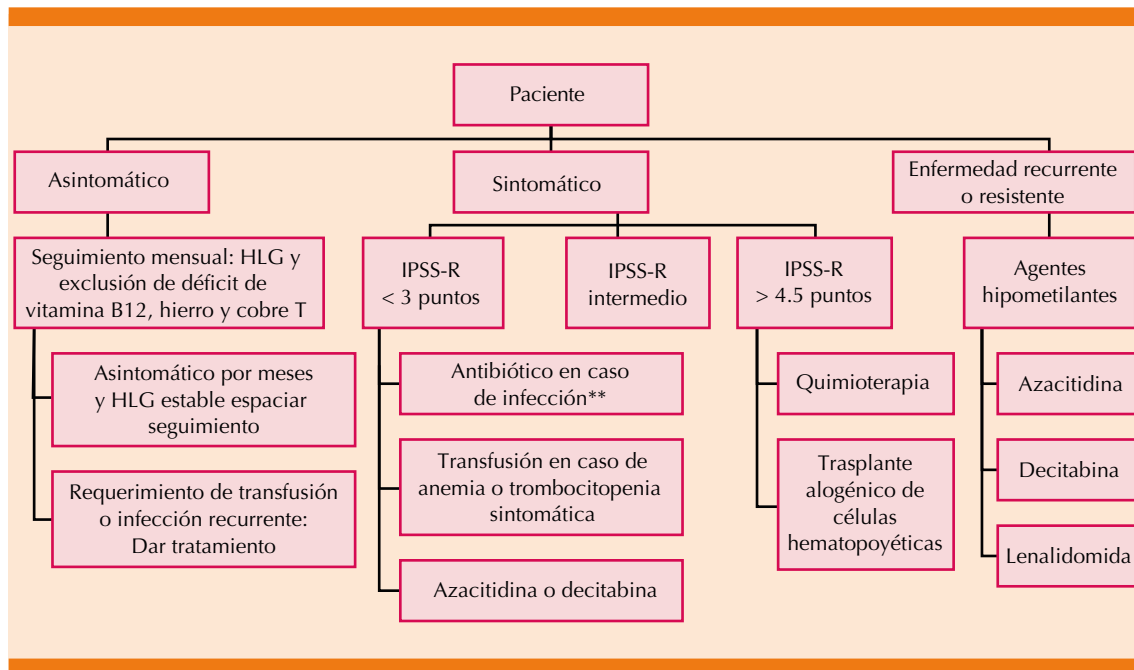 Paciente
Asintomático
Sintomático
Enfermedad recurrente
o resistente
Seguimiento mensual: HLG y
exclusión de déficit de
vitamina B12, hierro y cobre T
IPSS-R
< 3 puntos
IPSS-R
intermedio
IPSS-R
> 4.5 puntos
Agentes
hipometilantes
Asintomático por meses
y HLG estable espaciar
seguimiento
Requerimiento de transfusión
o infección recurrente:
Dar tratamiento
Antibiótico en caso
de infección**
Transfusión en caso de
anemia o trombocitopenia
sintomática
Azacitidina o decitabina
Quimioterapia
Trasplante
alogénico de
células
hematopoyéticas
Azacitidina
Decitabina
Lenalidomida